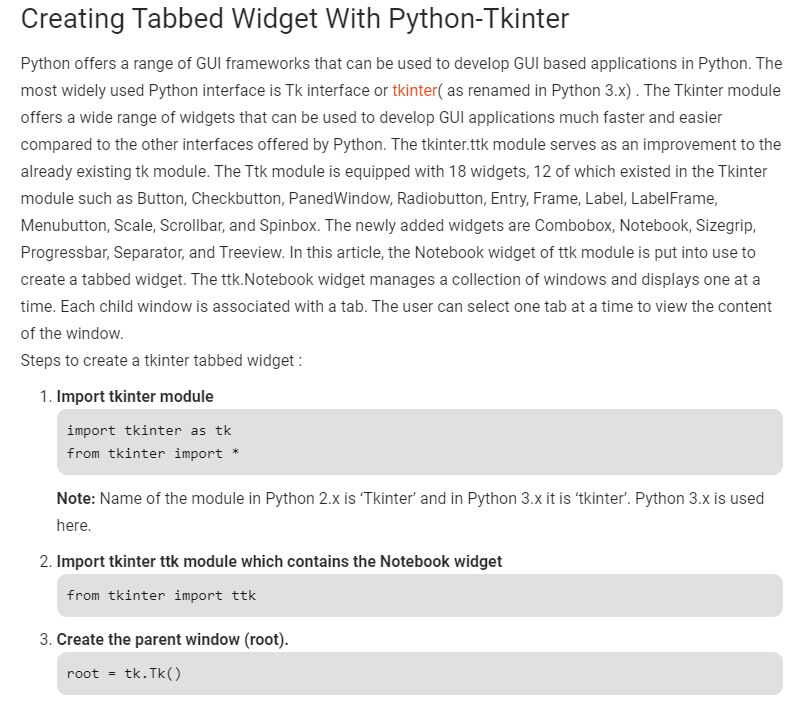 Creating Tabbed Widget With Python-Tkinter
Python offers a range of GUI frameworks that can be used to develop GUI based applications in Python. The
most widely used Python interface is Tk interface or tkinter( as renamed in Python 3.x) . The Tkinter module
offers a wide range of widgets that can be used to develop GUI applications much faster and easier
compared to the other interfaces offered by Python. The tkinter.ttk module serves as an improvement to the
already existing tk module. The Ttk module is equipped with 18 widgets, 12 of which existed in the Tkinter
module such as Button, Checkbutton, PanedWindow, Radiobutton, Entry, Frame, Label, LabelFrame,
Menubutton, Scale, Scrollbar, and Spinbox. The newly added widgets are Combobox, Notebook, Sizegrip,
Progressbar, Separator, and Treeview. In this article, the Notebook widget of ttk module is put into use to
create a tabbed widget. The ttk.Notebook widget manages a collection of windows and displays one at a
time. Each child window is associated with a tab. The user can select one tab at a time to view the content
of the window.
Steps to create a tkinter tabbed widget :
1. Import tkinter module
import tkinter as tk
from tkinter import *
Note: Name of the module in Python 2.x is ‘Tkinter’ and in Python 3.x it is ‘tkinter’. Python 3.x is used
here.
2. Import tkinter ttk module which contains the Notebook widget
from tkinter import ttk
3. Create the parent window (root).
root = tk.Tk()